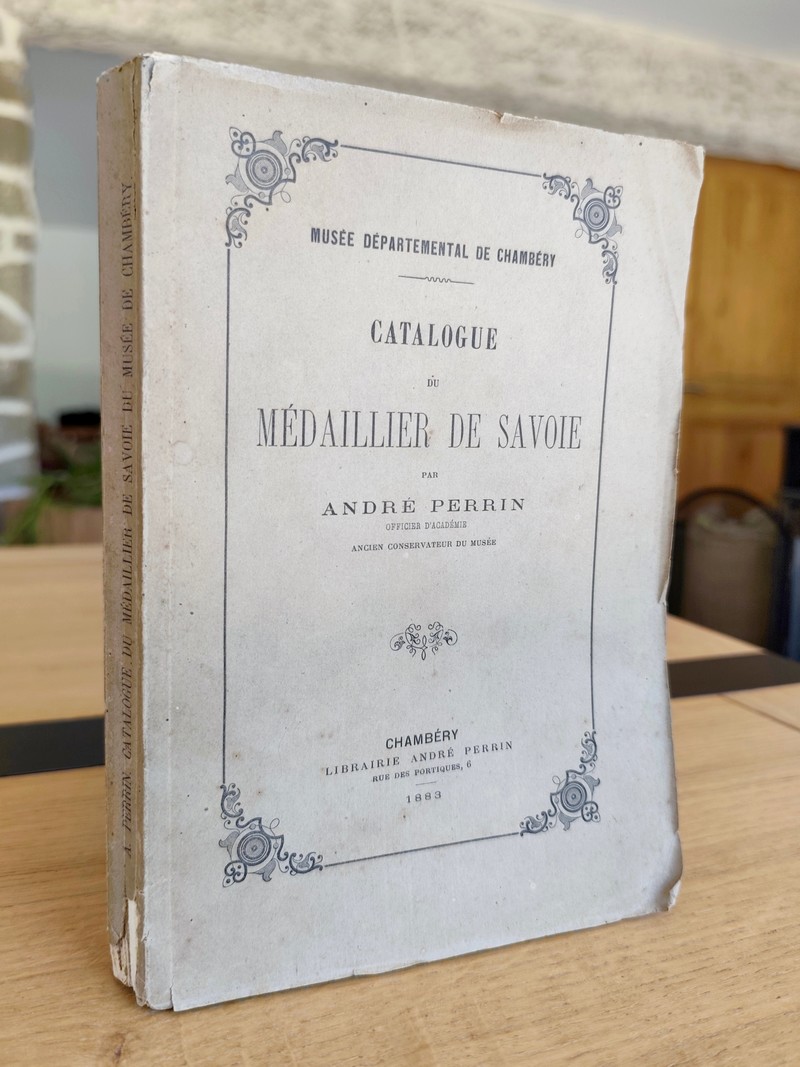 MUSÉE DÉPARTEMENTAL DE CHAMBÉRY
CATALOGUE
DU
MÉDAILLIER DE SAVOIE
PAR
ANDRÉ PERRIN
OFFICIER D'ACADÉMIE
ANCIEN CONSERVATEUR DU MUSÉE
CHAMBÉRY
LIBRAIRIE ANDRÉ PERRIN
RUE DES PORTIQUES, 6
1883
A. PERRIN CATALOGUE DU MÉDAILLIER DE SAVOIE DU MUSÉE DE CHAMBÉRY